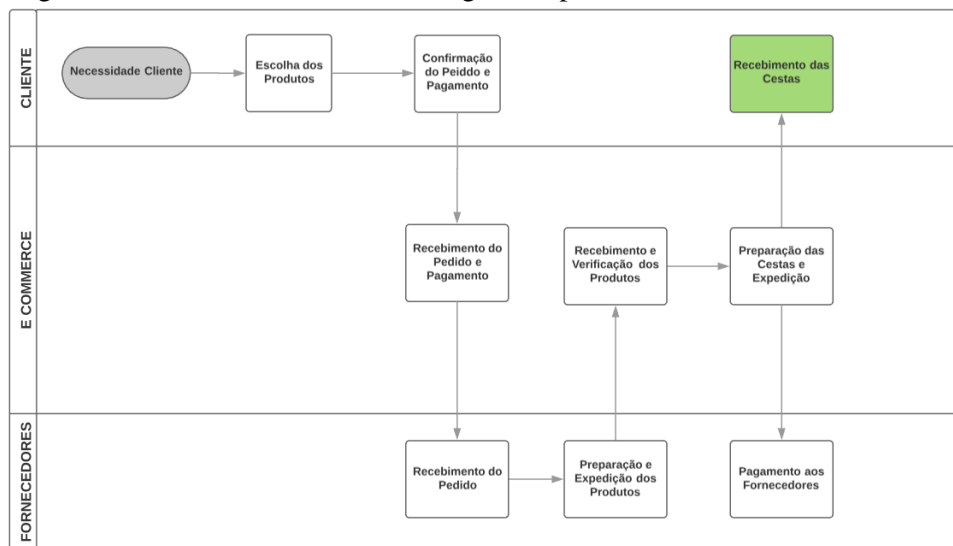 CLIENTE
Necessidade Cliente
Escolha dos
Produtos
Confirmação
do Peiddo e
Pagamento
Recebimento das
Cestas
E COMMERCE
Recebimento do
Pedido e
Pagamento
Recebimento e
Verificação dos
Produtos
Preparação das
Cestas e
Expedição
FORNECEDORES
Recebimento do
Pedido
Preparação e
Expedição dos
Produtos
Pagamento aos
Fornecedores